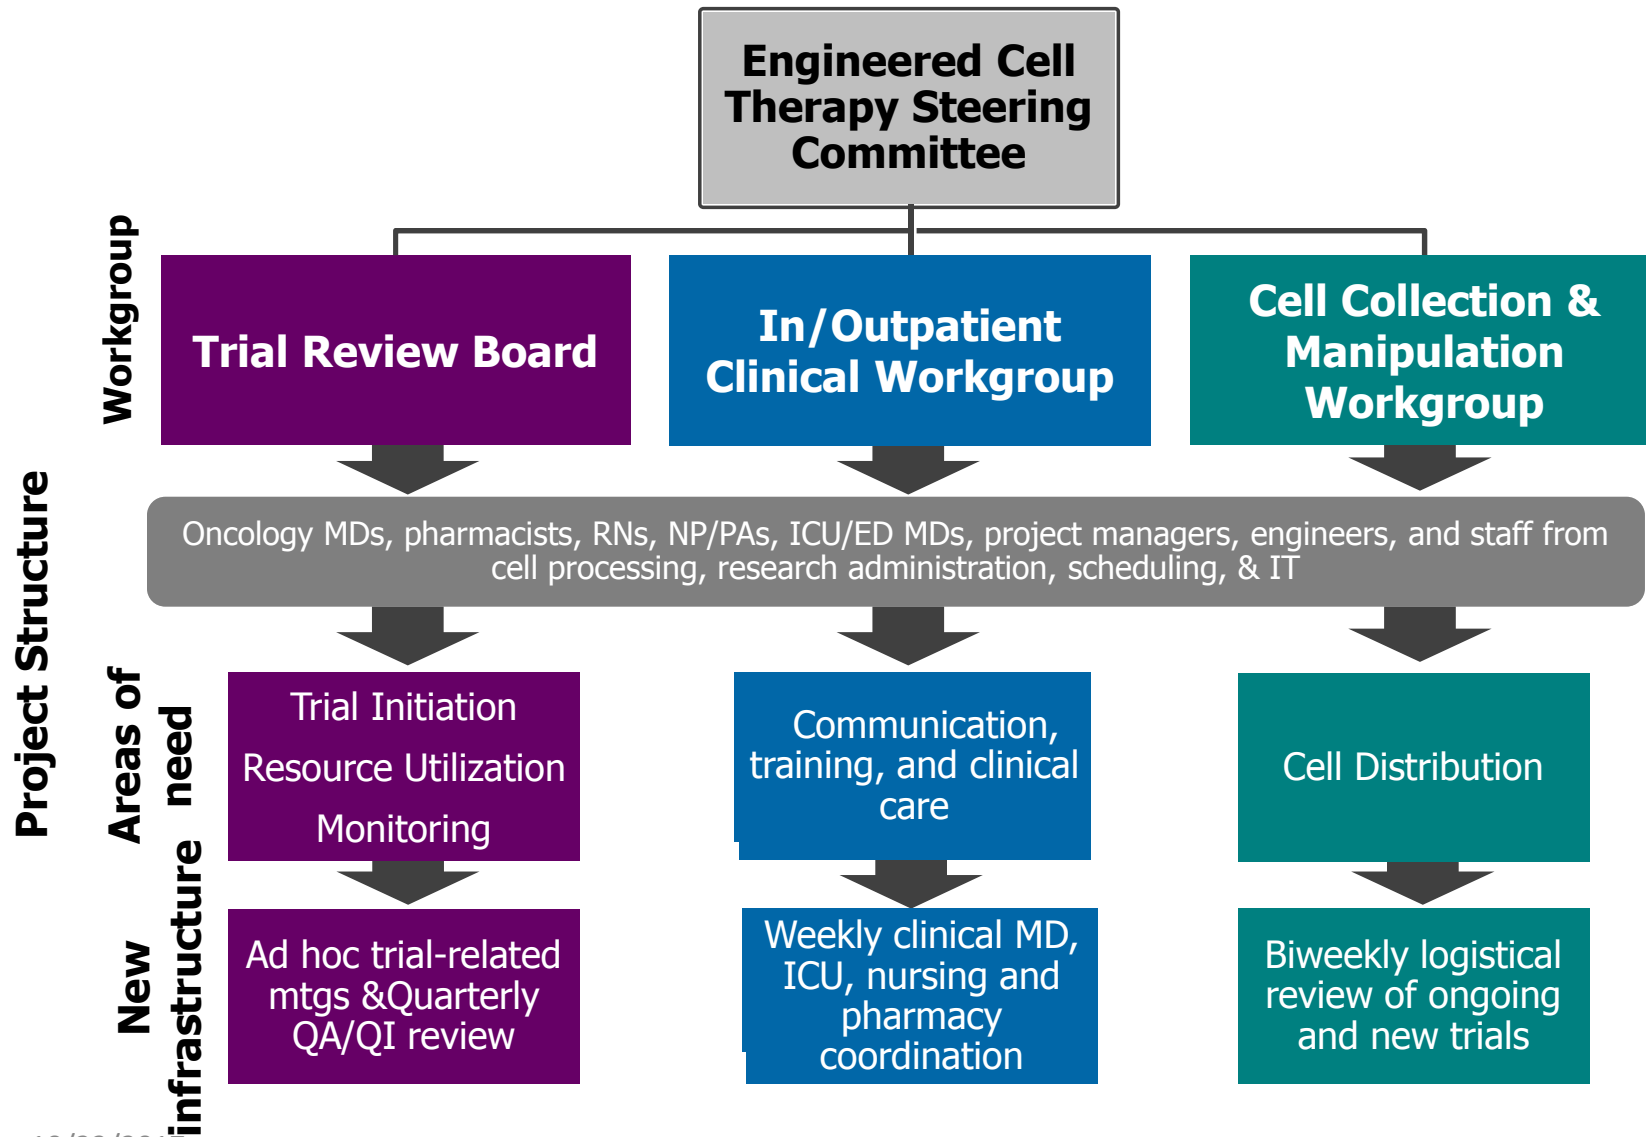 Engineered Cell
Therapy Steering
Committee
Workgroup
Trial Review Board
In/Outpatient
Clinical Workgroup
Cell Collection &
Manipulation
Workgroup
Project Structure
Oncology MDs, pharmacists, RNs, NP/PAs, ICU/ED MDs, project managers, engineers, and staff from
cell processing, research administration, scheduling, & IT
Areas of
need
Trial Initiation
Resource Utilization
Monitoring
Communication,
training, and clinical
care
Cell Distribution
New
infrastructure
Ad hoc trial-related
mtgs &Quarterly
QA/QI review
Weekly clinical MD,
ICU, nursing and
pharmacy
coordination
Biweekly logistical
review of ongoing
and new trials